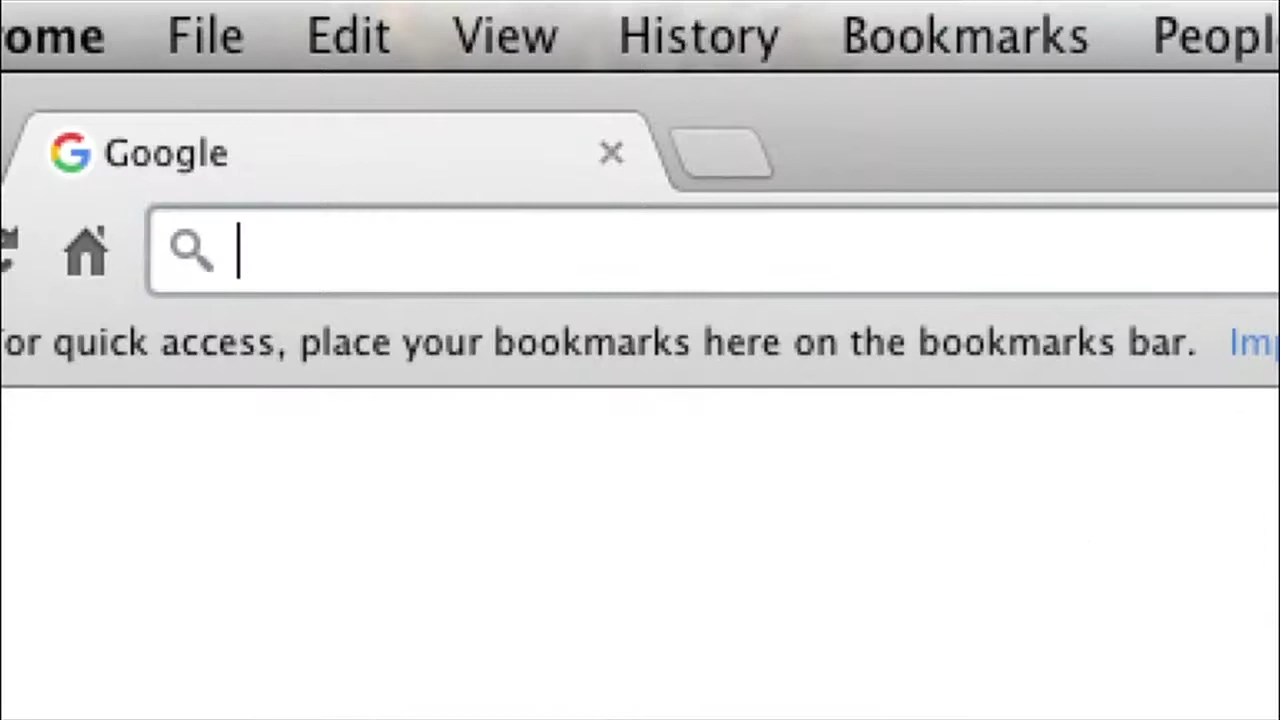 ome File Edit View History Bookmarks Peopl
Google
or quick access, place your bookmarks here on the bookmarks bar. Imp